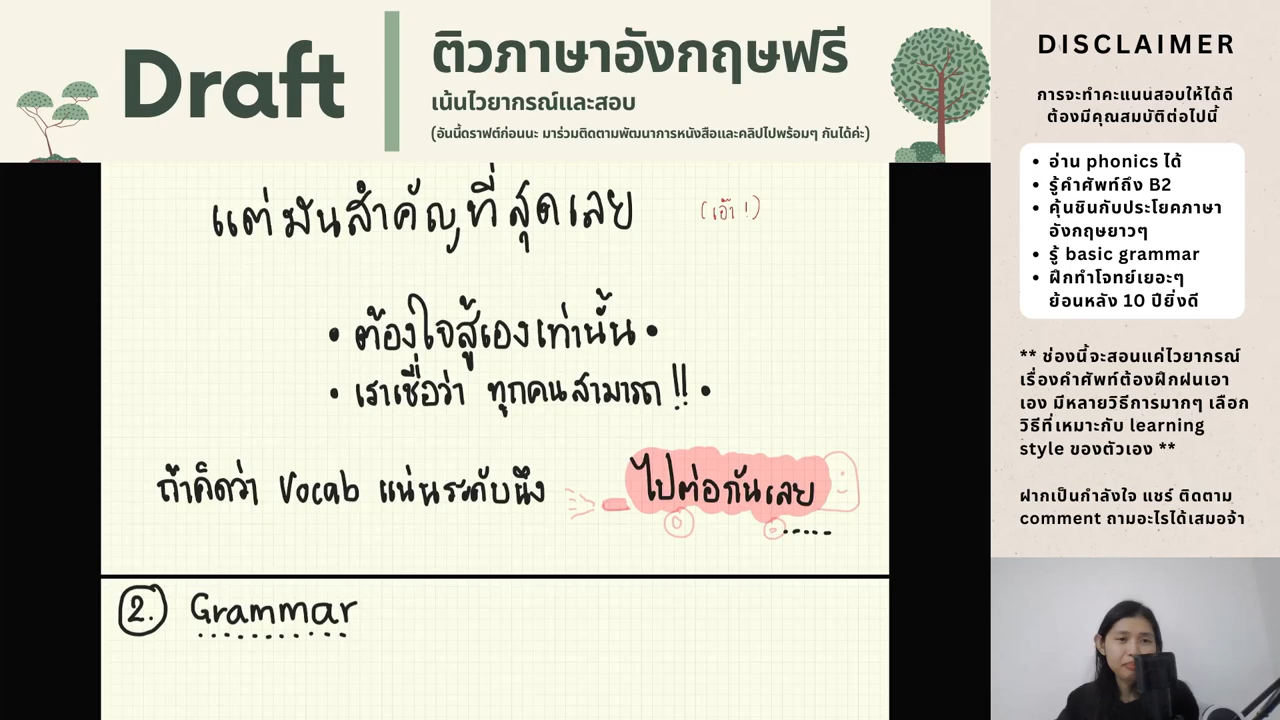 Draft
ติวภาษาอังกฤษฟรี
เน้นไวยากรณ์และสอบ
(อันนี้ดราฟต์ก่อนนะ มาร่วมติดตามพัฒนาการหนังสือและคลิปไปพร้อมๆ กันได้ค่ะ)
แต่มันสำคัญที่สุดเลย (เอ๊า!)
• ต้องใจสู้เองเท่านั้น •
• เราเชื่อว่า ทุกคนสามารถ !! •
ถ้าคิดว่า Vocab แน่นระดับนึง ไปต่อกันเลย
......
2. Grammar
DISCLAIMER
การจะทำคะแนนสอบให้ได้ดี
ต้องมีคุณสมบัติต่อไปนี้
• อ่าน phonics ได้
• รู้คำศัพท์ถึง B2
• คุ้นชินกับประโยคภาษา
อังกฤษยาวๆ
• รู้ basic grammar
• ฝึกทำโจทย์เยอะๆ
ย้อนหลัง 10 ปียิ่งดี
** ช่องนี้จะสอนแค่ไวยากรณ์
เรื่องคำศัพท์ต้องฝึกฝนเอา
เอง มีหลายวิธีการมากๆ เลือก
วิธีที่เหมาะกับ learning
style ของตัวเอง **
ฝากเป็นกำลังใจ แชร์ ติดตาม
comment ถามอะไรได้เสมอจ้า